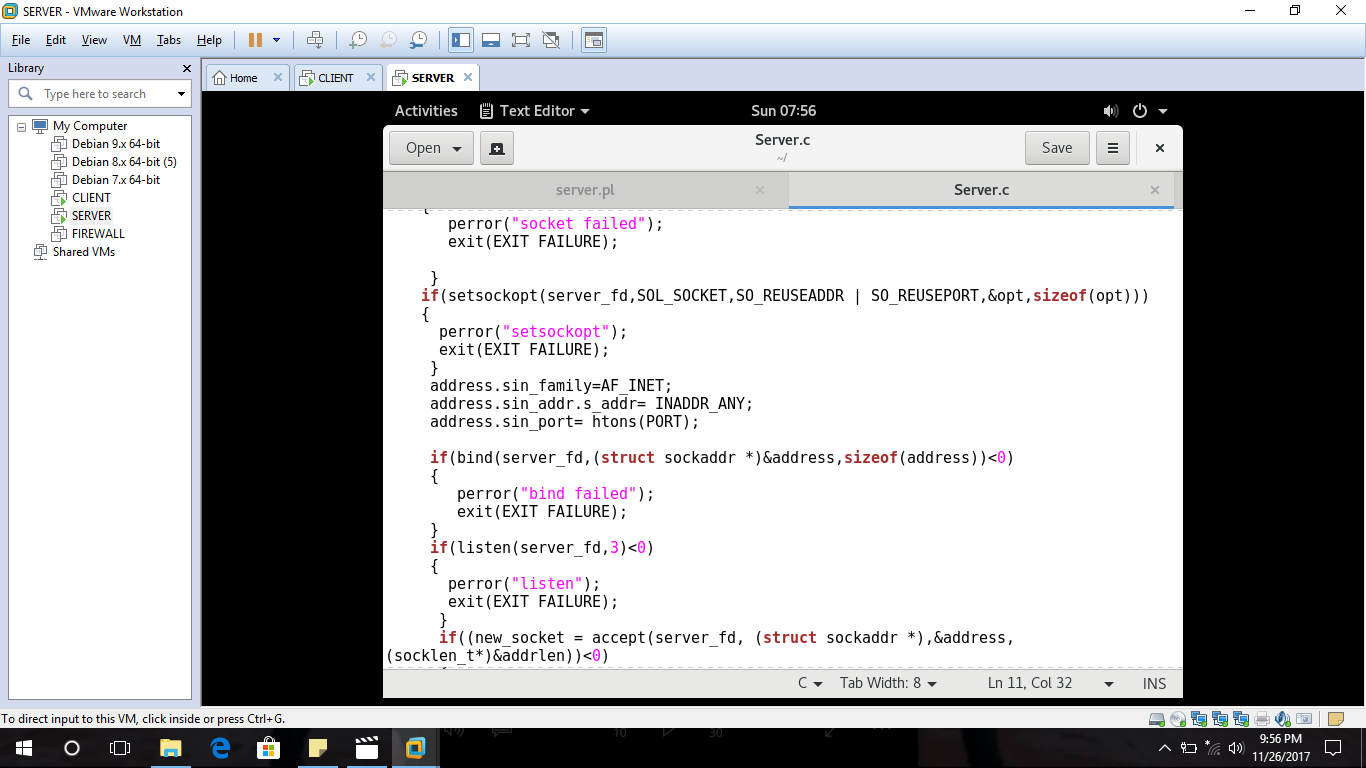 SERVER - VMware Workstation
File Edit View VM Tabs Help
Library
Home CLIENT SERVER
Type here to search
My Computer
Debian 9.x 64-bit
Debian 8.x 64-bit (5)
Debian 7.x 64-bit
CLIENT
SERVER
FIREWALL
Shared VMs
Activities Text Editor Sun 07:56
Open Server.c Save
~/
server.pl Server.c
{
perror("socket failed");
exit(EXIT FAILURE);
}
if(setsockopt(server_fd,SOL_SOCKET,SO_REUSEADDR | SO_REUSEPORT,&opt,sizeof(opt)))
{
perror("setsockopt");
exit(EXIT FAILURE);
}
address.sin_family=AF_INET;
address.sin_addr.s_addr= INADDR_ANY;
address.sin_port= htons(PORT);
if(bind(server_fd,(struct sockaddr *)&address,sizeof(address))<0)
{
perror("bind failed");
exit(EXIT FAILURE);
}
if(listen(server_fd,3)<0)
{
perror("listen");
exit(EXIT FAILURE);
}
if((new_socket = accept(server_fd, (struct sockaddr *),&address,
(socklen_t*)&addrlen))<0)
C Tab Width: 8 Ln 11, Col 32 INS
To direct input to this VM, click inside or press Ctrl+G.
10 30
9:56 PM
11/26/2017